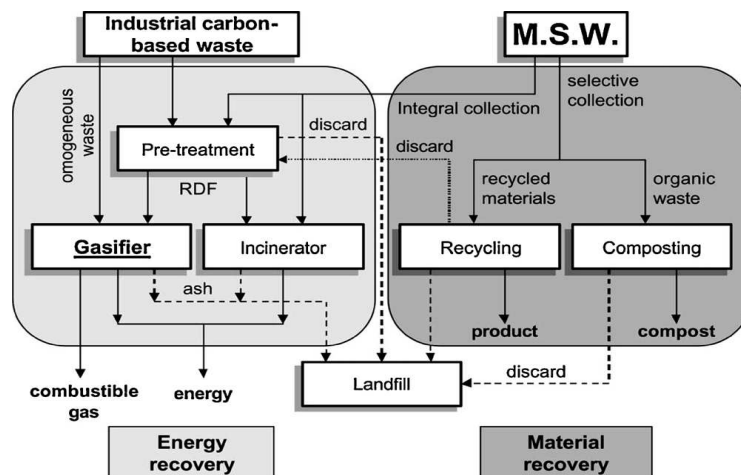 Industrial carbon-
based waste
M.S.W.
omogeneous
waste
Integral collection
selective
collection
discard
Pre-treatment
discard
RDF
recycled
materials
organic
waste
Gasifier
Incinerator
Recycling
Composting
ash
product
compost
combustible
gas
energy
Landfill
discard
Energy
recovery
Material
recovery